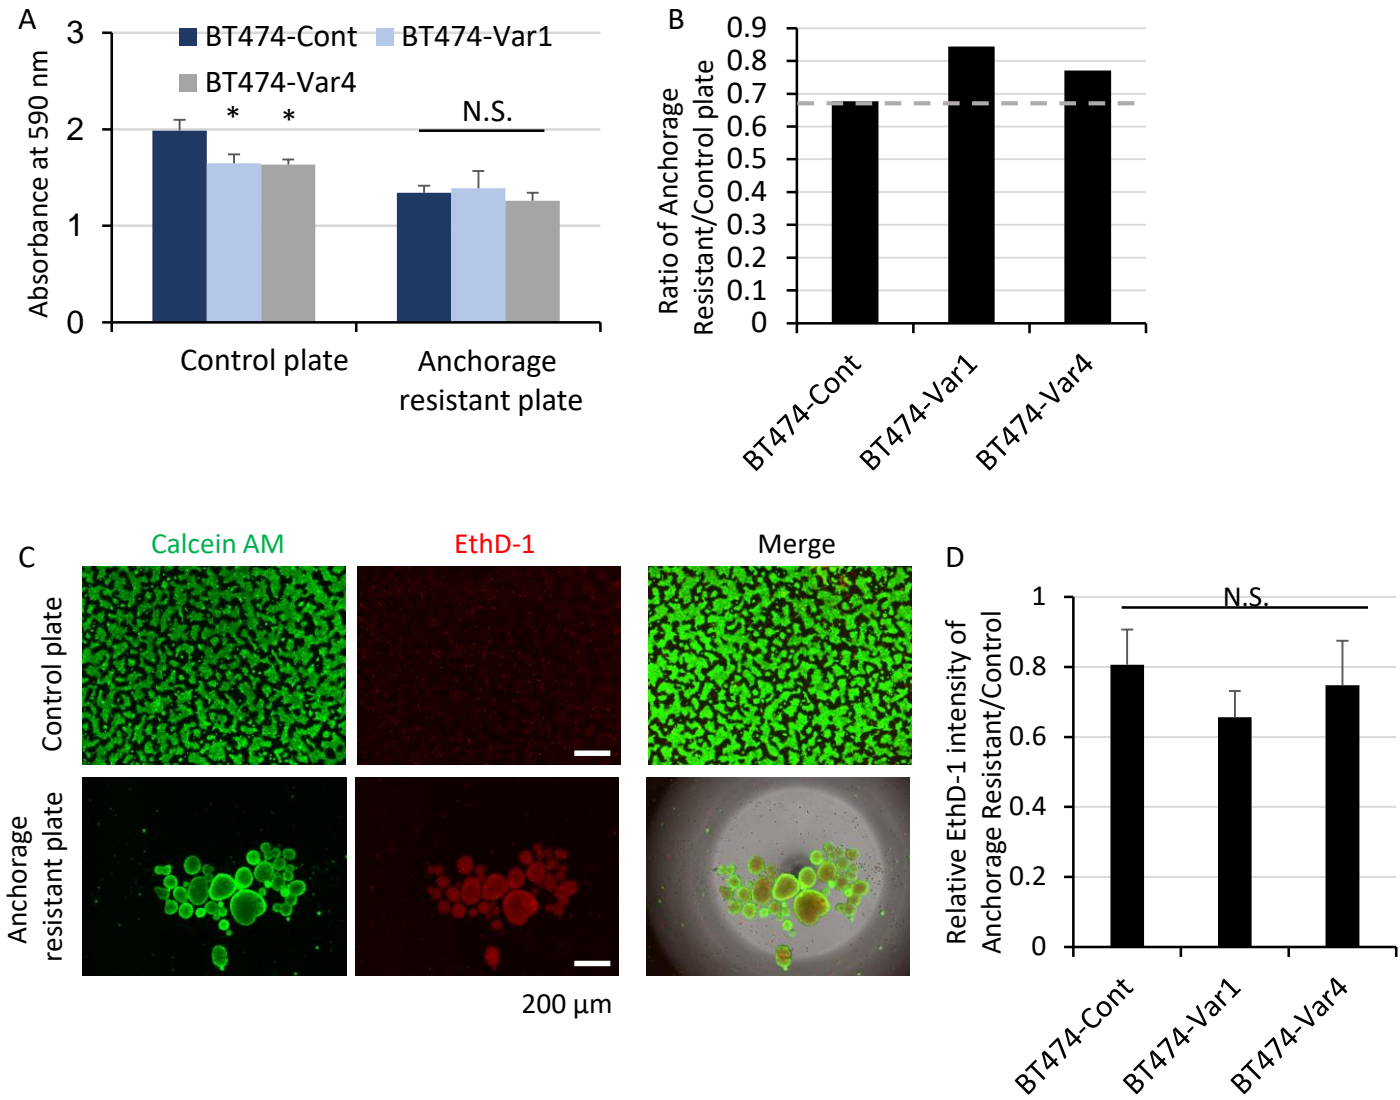 A
BT474-Cont
BT474-Var1
BT474-Var4
Absorbance at 590 nm
3
2
1
0
*
*
N.S.
Control plate
Anchorage
resistant plate
B
Ratio of Anchorage
Resistant/Control plate
0.9
0.8
0.7
0.6
0.5
0.4
0.3
0.2
0.1
0
BT474-Cont
BT474-Var1
BT474-Var4
C
Calcein AM
EthD-1
Merge
Control plate
Anchorage
resistant plate
200 µm
D
Relative EthD-1 intensity of
Anchorage Resistant/Control
1
0.8
0.6
0.4
0.2
0
N.S.
BT474-Cont
BT474-Var1
BT474-Var4